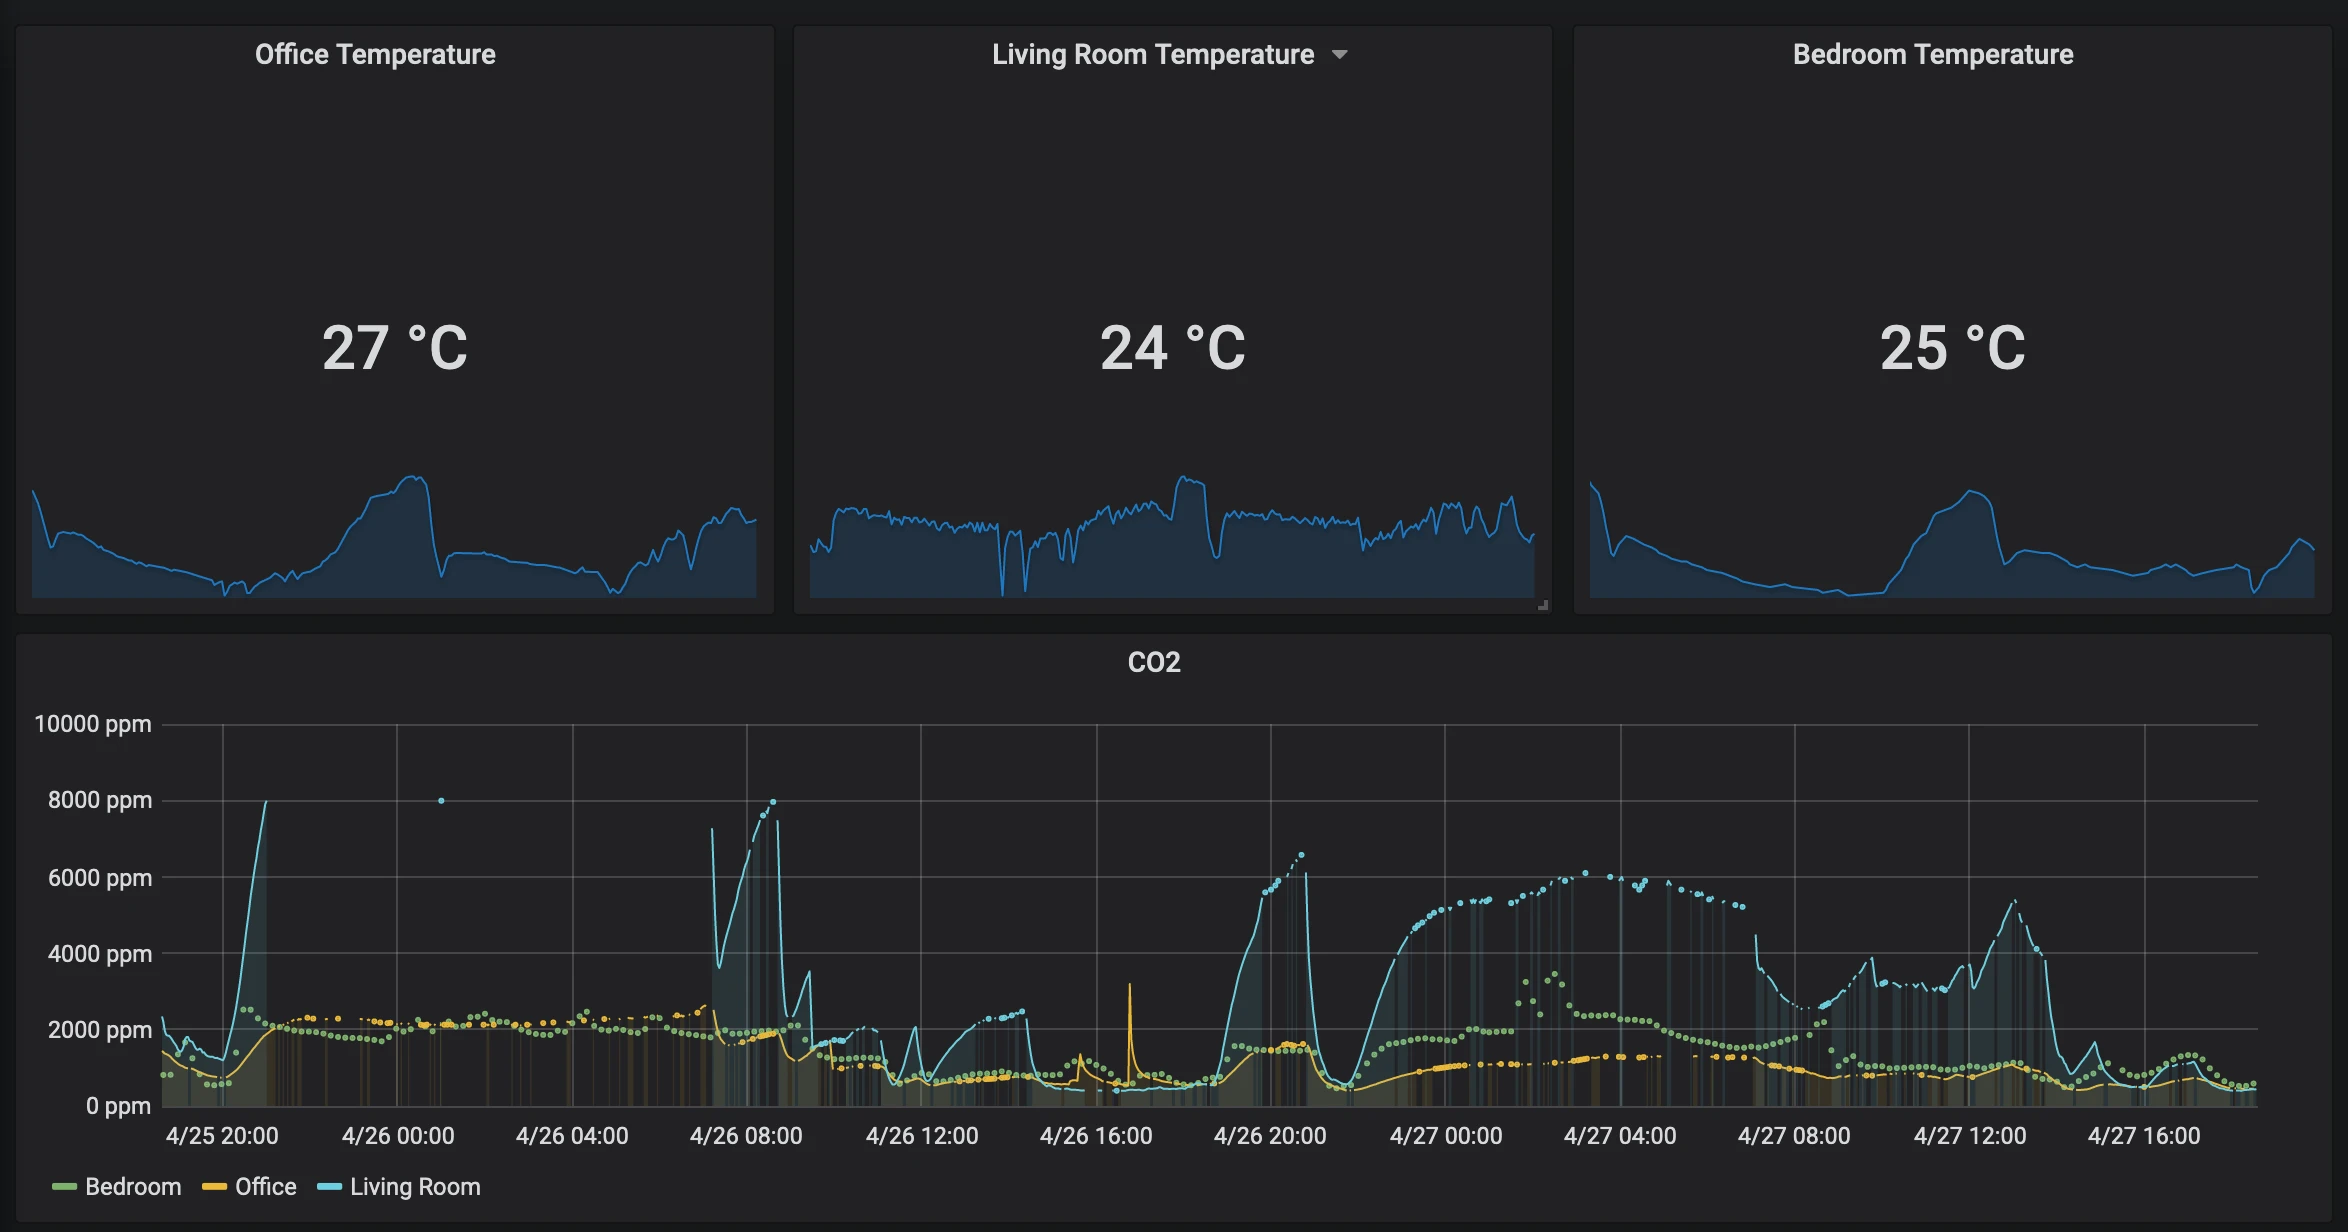 Office Temperature
Living Room Temperature
Bedroom Temperature
27 °C
24 °C
25 °C
CO2
10000 ppm
8000 ppm
6000 ppm
4000 ppm
2000 ppm
0 ppm
4/25 20:00
4/26 00:00
4/26 04:00
4/26 08:00
4/26 12:00
4/26 16:00
4/26 20:00
4/27 00:00
4/27 04:00
4/27 08:00
4/27 12:00
4/27 16:00
Bedroom
Office
Living Room